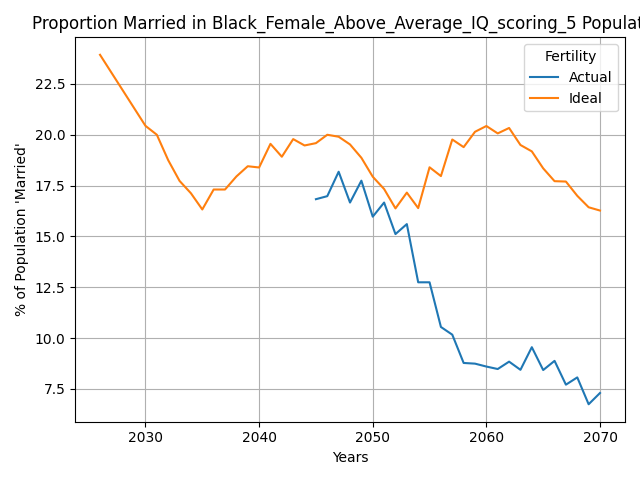 Proportion Married in Black_Female_Above_Average_IQ_scoring_5 Populat
Fertility
Actual
Ideal
% of Population 'Married'
22.5
20.0
17.5
15.0
12.5
10.0
7.5
2030 2040 2050 2060 2070
Years